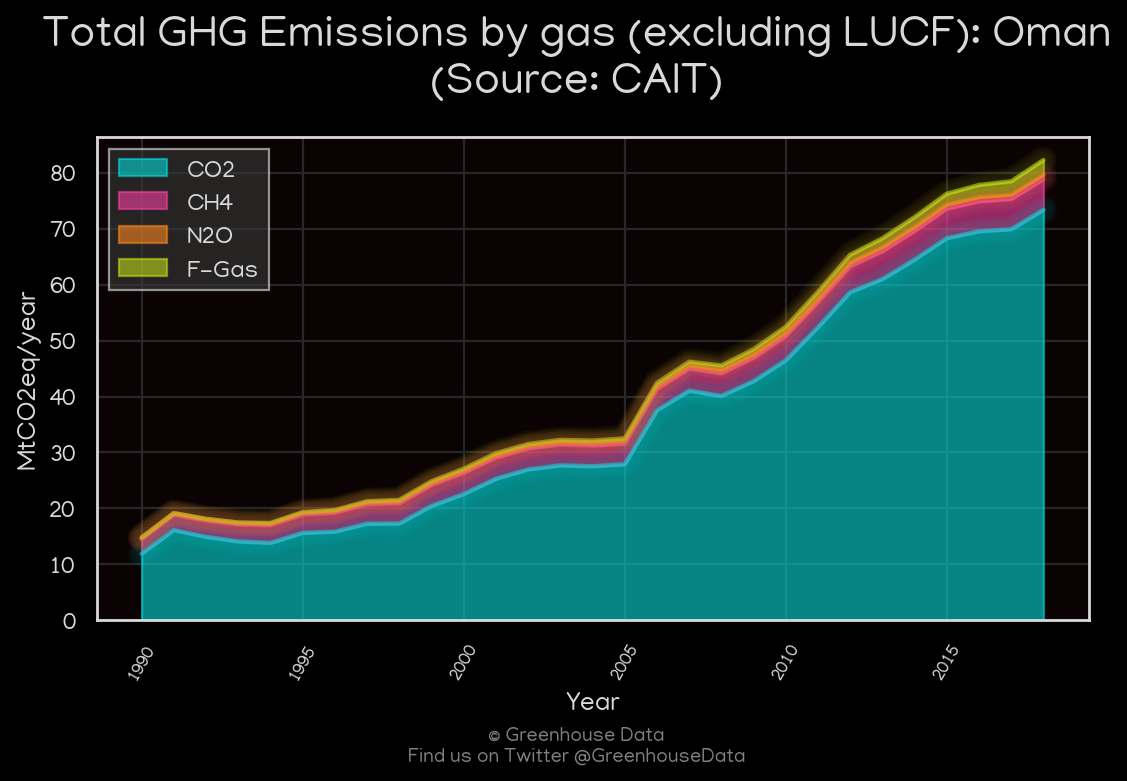 Total GHG Emissions by gas (excluding LUCF): Oman
(Source: CAIT)
CO2
CH4
N2O
F-Gas
80
70
60
50
40
30
20
10
0
MtCO2eq/year
1990
1995
2000
2005
2010
2015
Year
© Greenhouse Data
Find us on Twitter @GreenhouseData